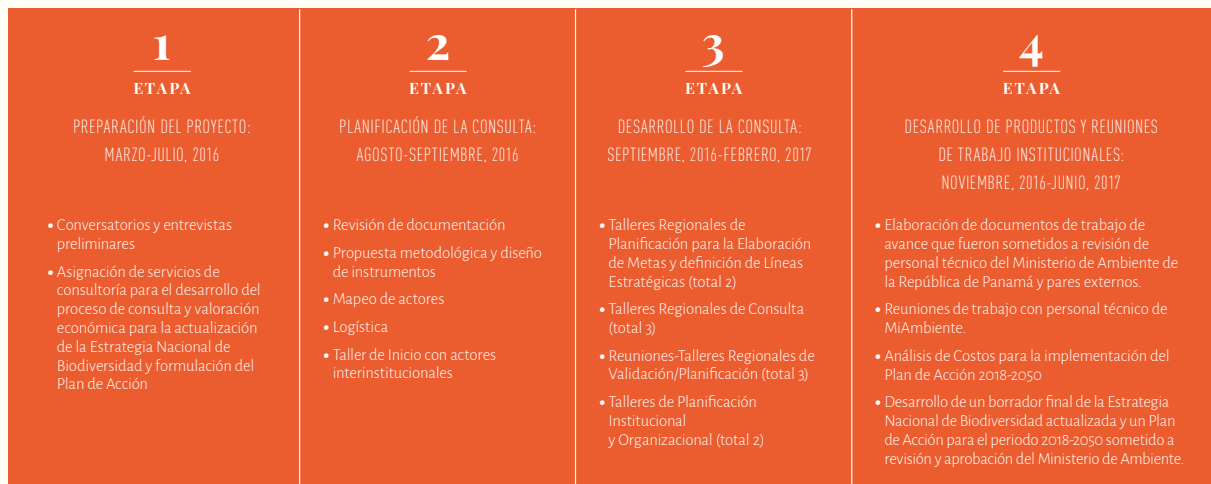 1
ETAPA
PREPARACIÓN DEL PROYECTO:
MARZO-JULIO, 2016
• Conversatorios y entrevistas
preliminares
• Asignación de servicios de
consultoría para el desarrollo del
proceso de consulta y valoración
económica para la actualización
de la Estrategia Nacional de
Biodiversidad y formulación del
Plan de Acción
2
ETAPA
PLANIFICACIÓN DE LA CONSULTA:
AGOSTO-SEPTIEMBRE, 2016
• Revisión de documentación
• Propuesta metodológica y diseño
de instrumentos
• Mapeo de actores
• Logística
• Taller de Inicio con actores
interinstitucionales
3
ETAPA
DESARROLLO DE LA CONSULTA:
SEPTIEMBRE, 2016-FEBRERO, 2017
• Talleres Regionales de
Planificación para la Elaboración
de Metas y definición de Líneas
Estratégicas (total 2)
• Talleres Regionales de Consulta
(total 3)
• Reuniones-Talleres Regionales de
Validación/Planificación (total 3)
• Talleres de Planificación
Institucional
y Organizacional (total 2)
4
ETAPA
DESARROLLO DE PRODUCTOS Y REUNIONES
DE TRABAJO INSTITUCIONALES:
NOVIEMBRE, 2016-JUNIO, 2017
• Elaboración de documentos de trabajo de
avance que fueron sometidos a revisión de
personal técnico del Ministerio de Ambiente de
la República de Panamá y pares externos.
• Reuniones de trabajo con personal técnico de
MiAmbiente.
• Análisis de Costos para la implementación del
Plan de Acción 2018-2050
• Desarrollo de un borrador final de la Estrategia
Nacional de Biodiversidad actualizada y un Plan
de Acción para el periodo 2018-2050 sometido a
revisión y aprobación del Ministerio de Ambiente.